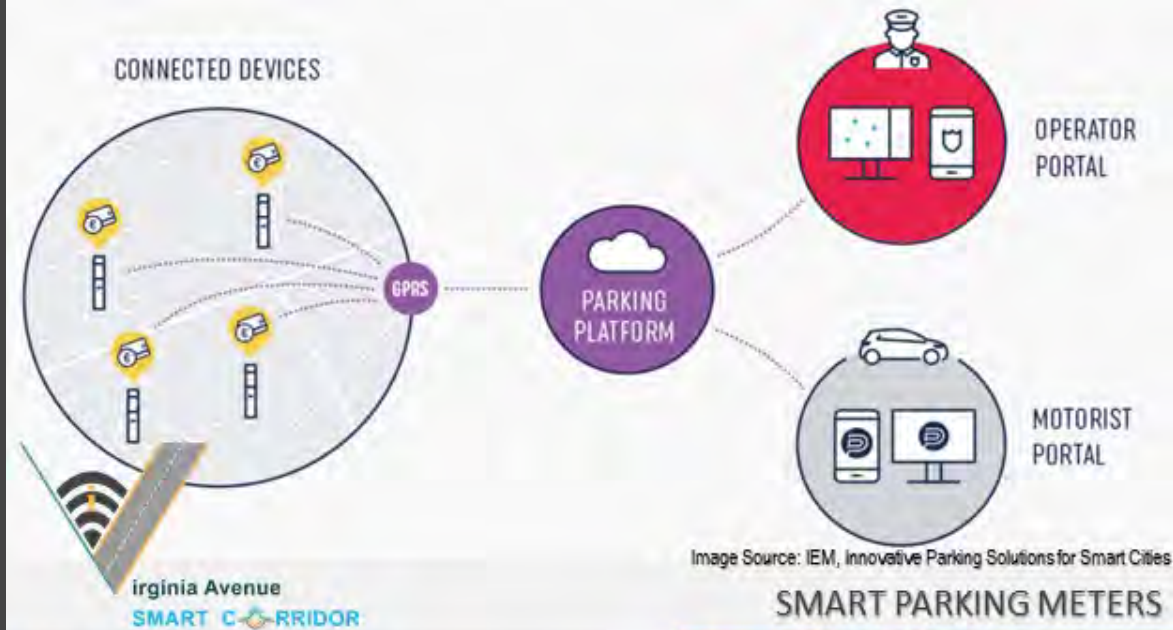 CONNECTED DEVICES
OPERATOR
PORTAL
€
€
€
€
GPRS
PARKING
PLATFORM
MOTORIST
PORTAL
Image Source: IEM, Innovative Parking Solutions for Smart Cities
irginia Avenue
SMART C RRIDOR
SMART PARKING METERS